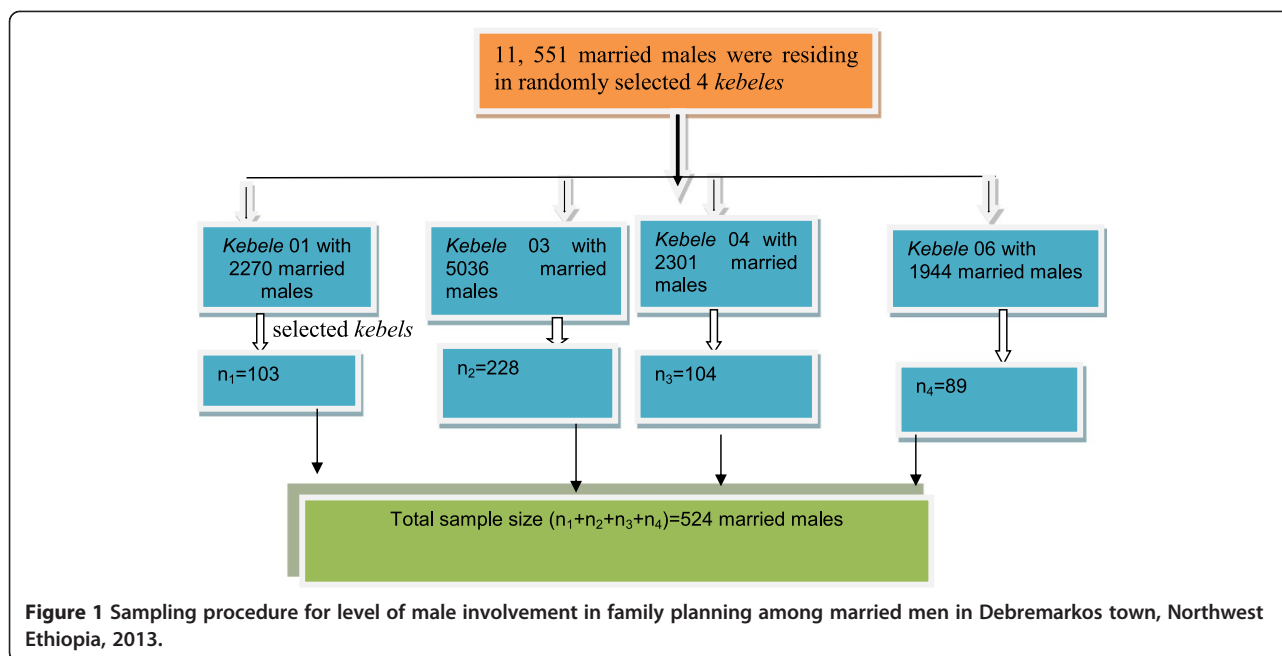 11, 551 married males were residing
in randomly selected 4 kebeles
Kebele 01 with
2270 married
males
Kebele 03 with
5036 married
males
Kebele 04 with
2301 married
males
Kebele 06 with
1944 married males
selected kebels
n₁=103
n₂=228
n₃=104
n₄=89
Total sample size (n₁+n₂+n₃+n₄)=524 married males
Figure 1 Sampling procedure for level of male involvement in family planning among married men in Debremarkos town, Northwest
Ethiopia, 2013.